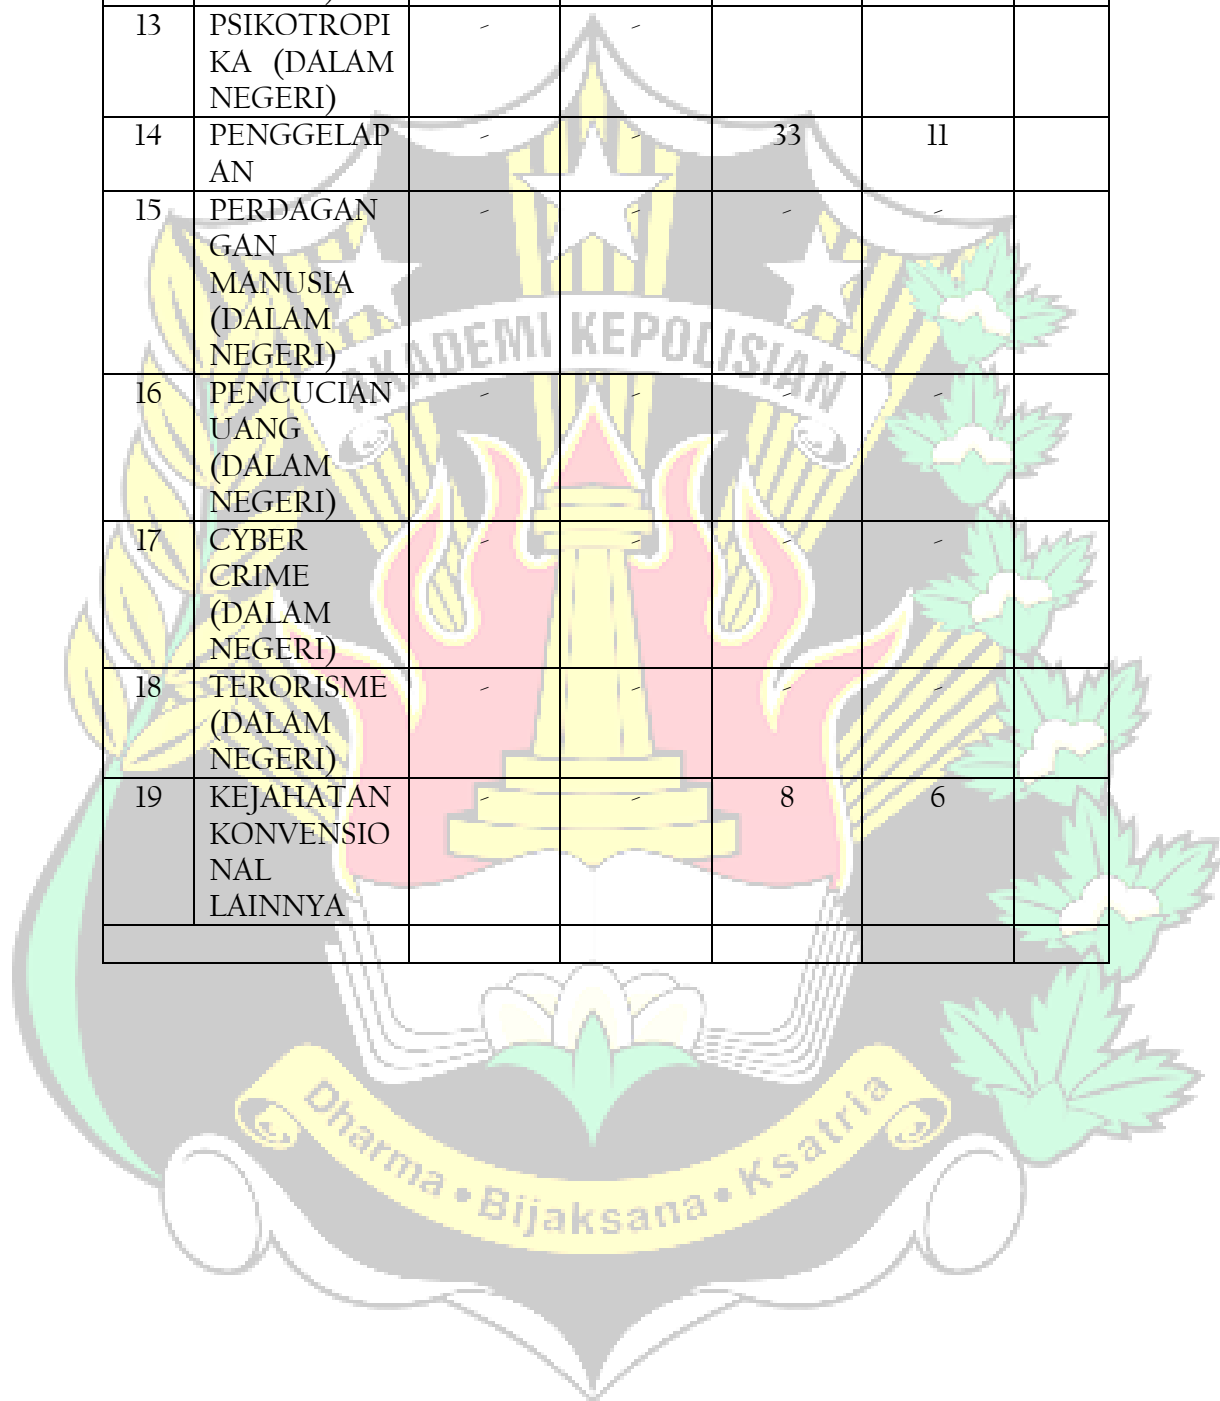 13 PSIKOTROPI - -
KA (DALAM
NEGERI)
14 PENGGELAP - - 33 11
AN
15 PERDAGAN - - - -
GAN
MANUSIA
(DALAM
NEGERI)
16 PENCUCIAN - - - -
UANG
(DALAM
NEGERI)
17 CYBER - - - -
CRIME
(DALAM
NEGERI)
18 TERORISME - - - -
(DALAM
NEGERI)
19 KEJAHATAN - - 8 6
KONVENSIO
NAL
LAINNYA
AKADEMI KEPOLISIAN
Dharma • Bijaksana • Ksatria